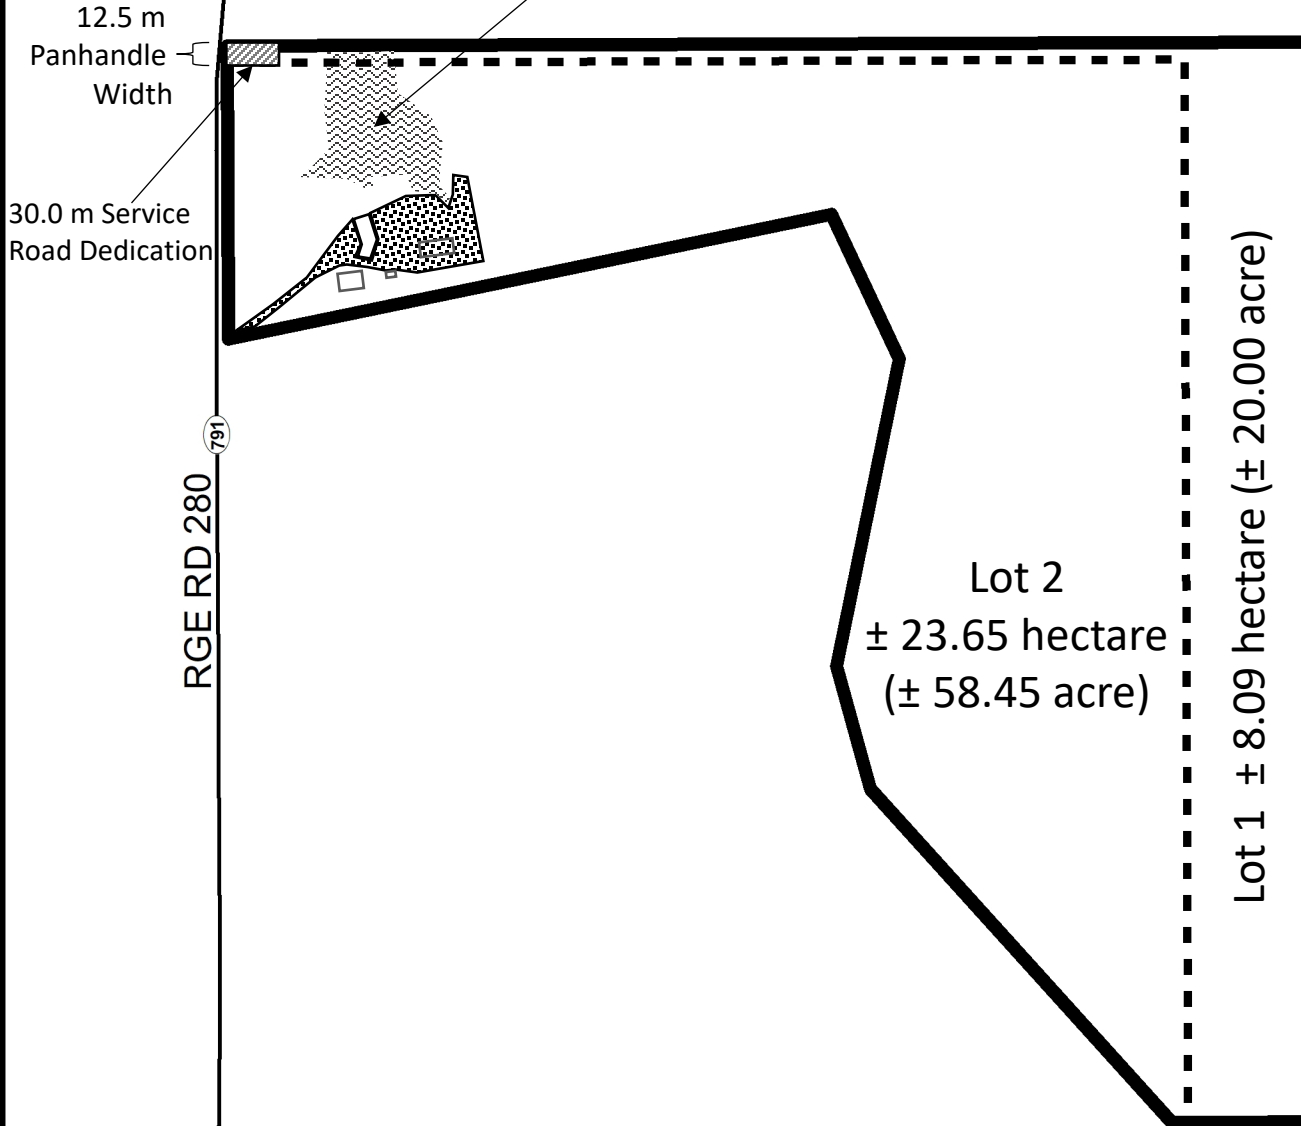 12.5 m
Panhandle
Width
30.0 m Service
Road Dedication
791
RGE RD 280
Lot 2
± 23.65 hectare
(± 58.45 acre)
Lot 1 ± 8.09 hectare (± 20.00 acre)